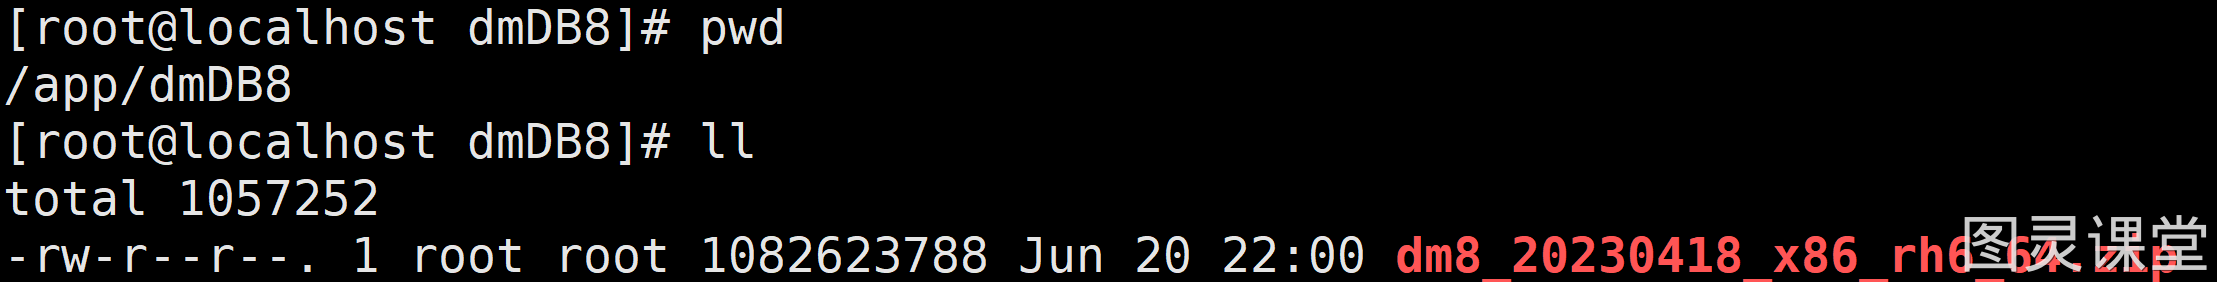 [root@localhost dmDB8]# pwd
/app/dmDB8
[root@localhost dmDB8]# ll
total 1057252
-rw-r--r--. 1 root root 1082623788 Jun 20 22:00 dm8_20230418_x86_rh6_64.zip
图灵课堂